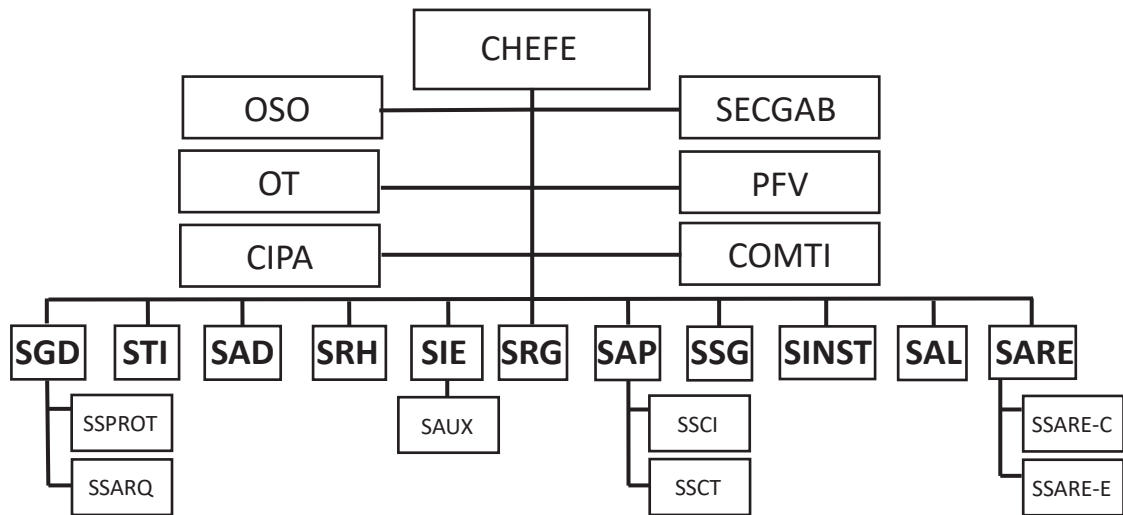 CHEFE
OSO
SECGAB
OT
PFV
CIPA
COMTI
SGD
STI
SAD
SRH
SIE
SRG
SAP
SSG
SINST
SAL
SARE
SSPROT
SAUX
SSCI
SSARE-C
SSARQ
SSCT
SSARE-E